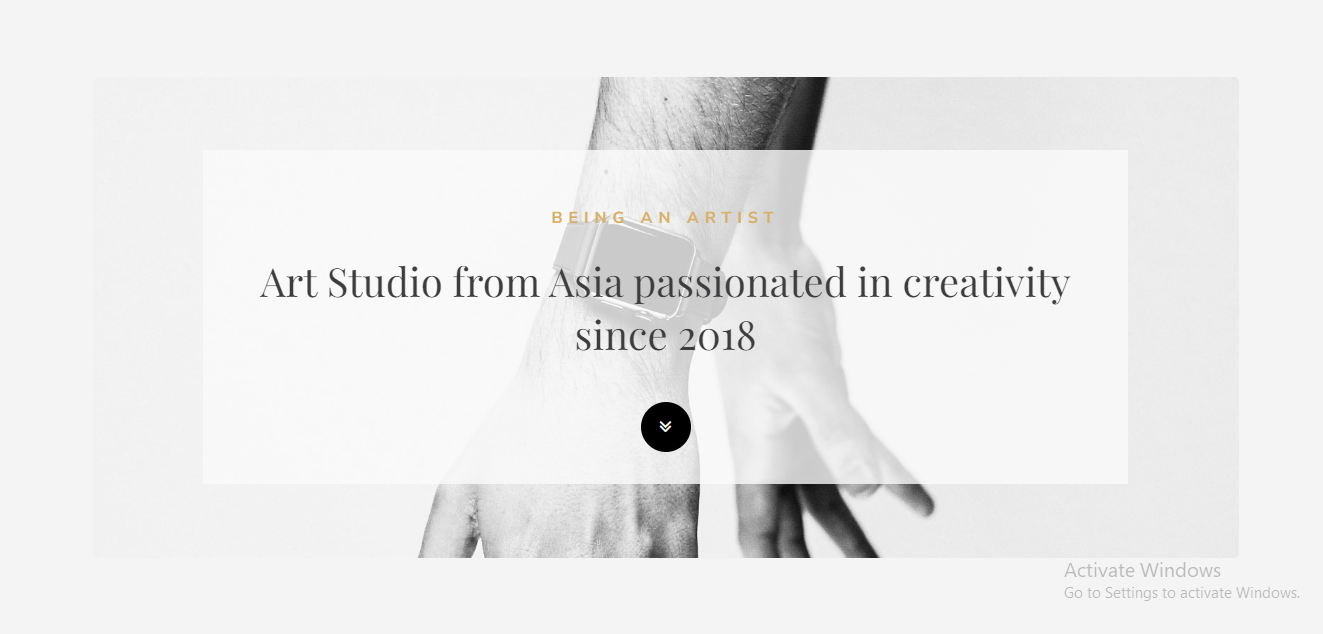 BEING AN ARTIST
Art Studio from Asia passionated in creativity
since 2018
Activate Windows
Go to Settings to activate Windows.